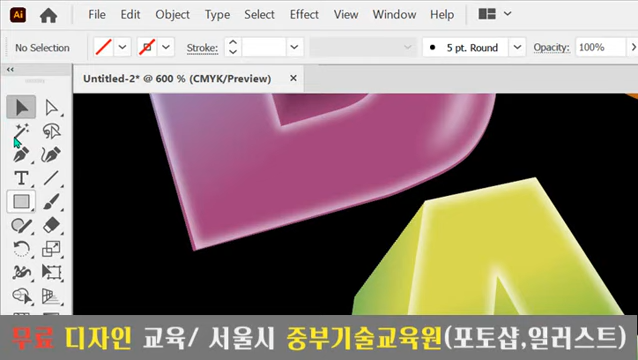 Ai File Edit Object Type Select Effect View Window Help
No Selection Stroke: 5 pt. Round Opacity: 100%
Untitled-2* @ 600 % (CMYK/Preview) ×
T
무료 디자인 교육/ 서울시 중부기술교육원(포토샵,일러스트)